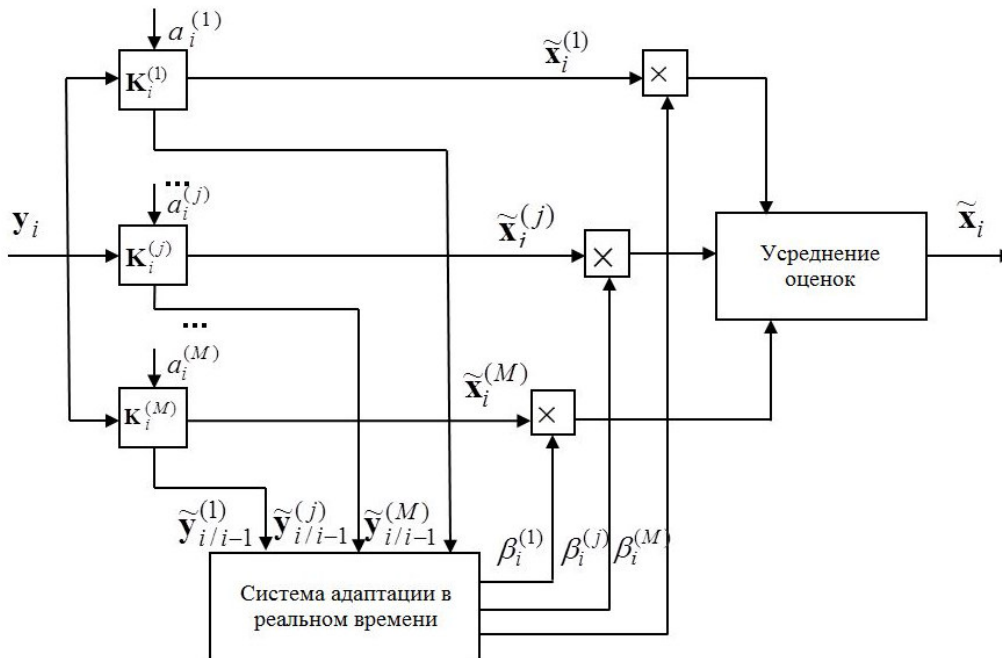 a_i^{(1)}
K_i^{(1)}
x̃_i^{(1)}
×
...
a_i^{(j)}
y_i
K_i^{(j)}
x̃_i^{(j)}
×
Усреднение
оценок
x̃_i
...
a_i^{(M)}
K_i^{(M)}
x̃_i^{(M)}
×
ỹ_{i/i−1}^{(1)} ỹ_{i/i−1}^{(j)} ỹ_{i/i−1}^{(M)}
β_i^{(1)} β_i^{(j)} β_i^{(M)}
Система адаптации в
реальном времени